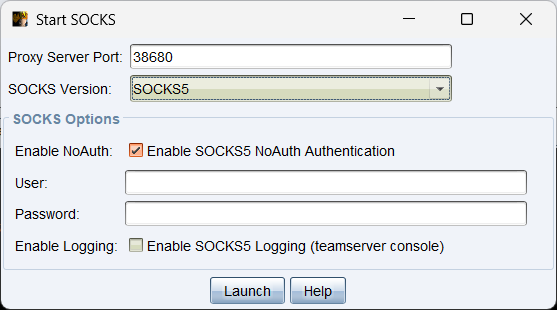 Start SOCKS
Proxy Server Port: 38680
SOCKS Version: SOCKS5
SOCKS Options
Enable NoAuth: Enable SOCKS5 NoAuth Authentication
User:
Password:
Enable Logging: Enable SOCKS5 Logging (teamserver console)
Launch Help